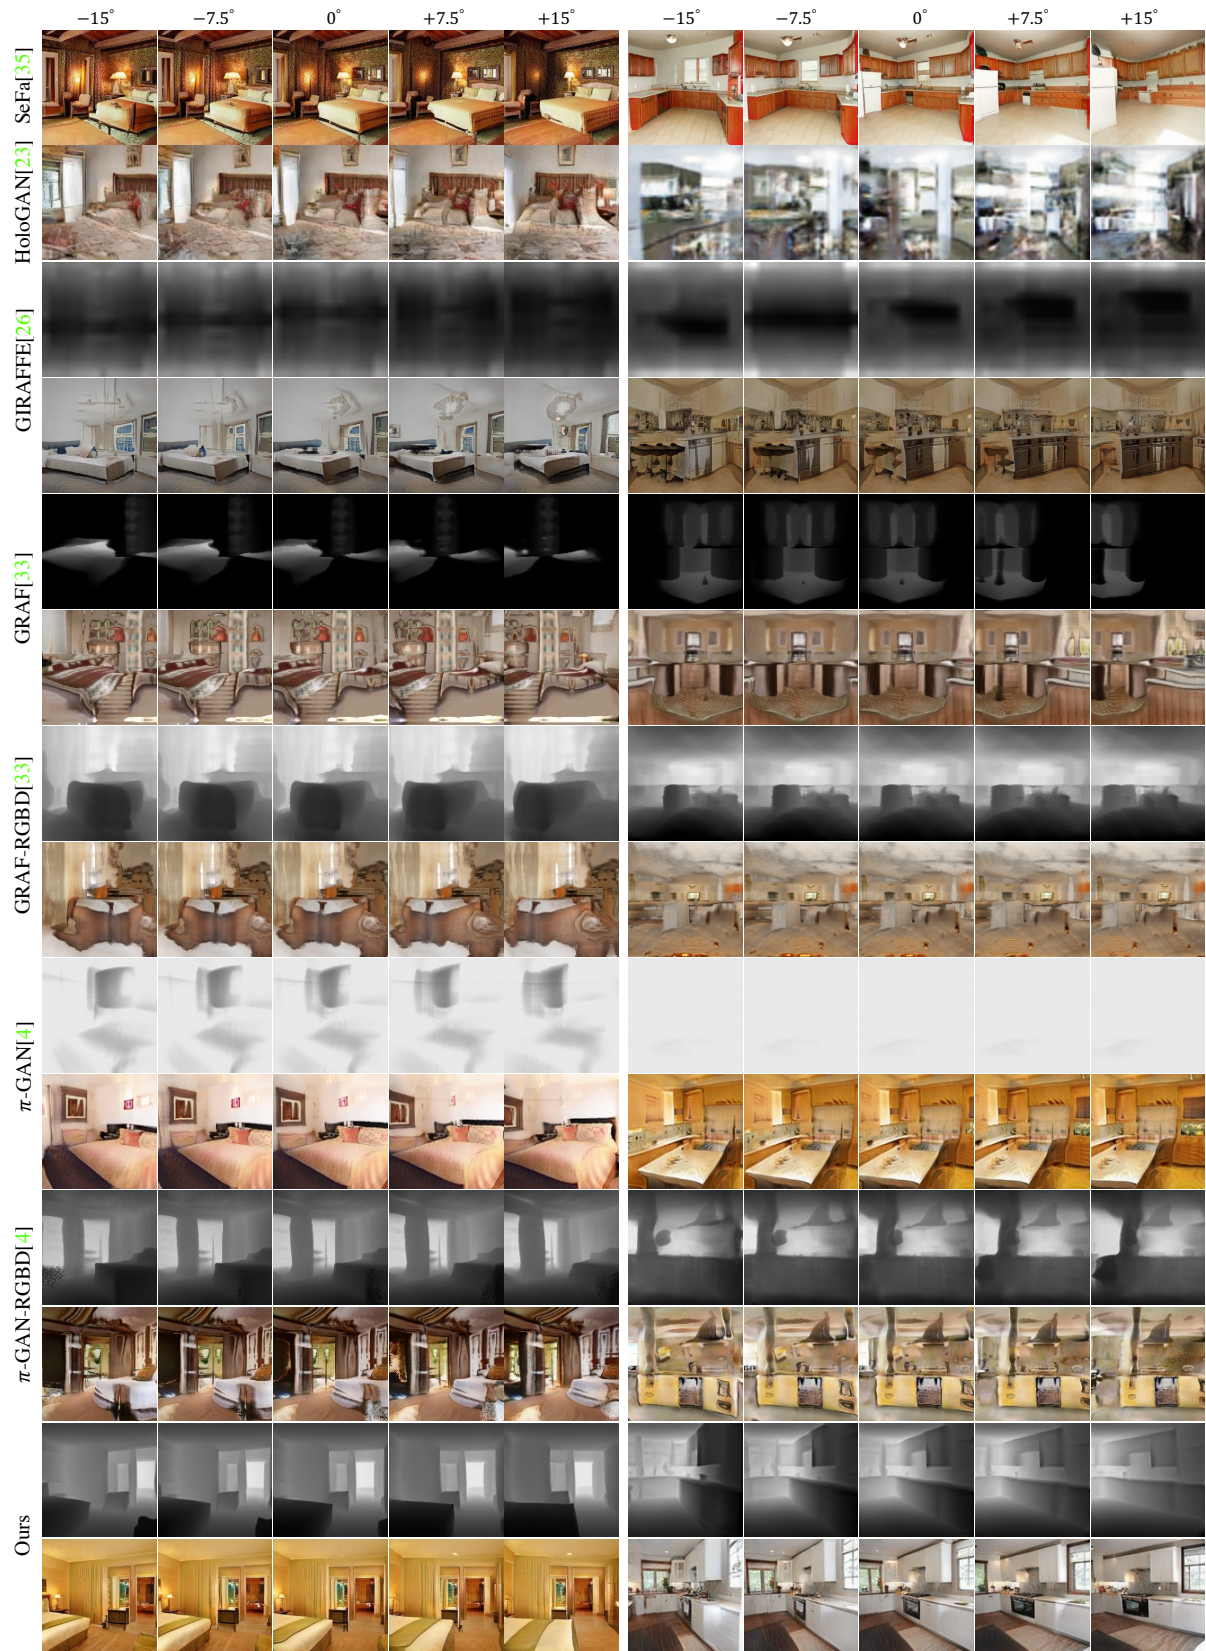 −15° −7.5° 0° +7.5° +15° −15° −7.5° 0° +7.5° +15°
SeFa[35]
HoloGAN[23]
GIRAFFE[26]
GRAF[33]
GRAF-RGBD[33]
π-GAN[4]
π-GAN-RGBD[4]
Ours